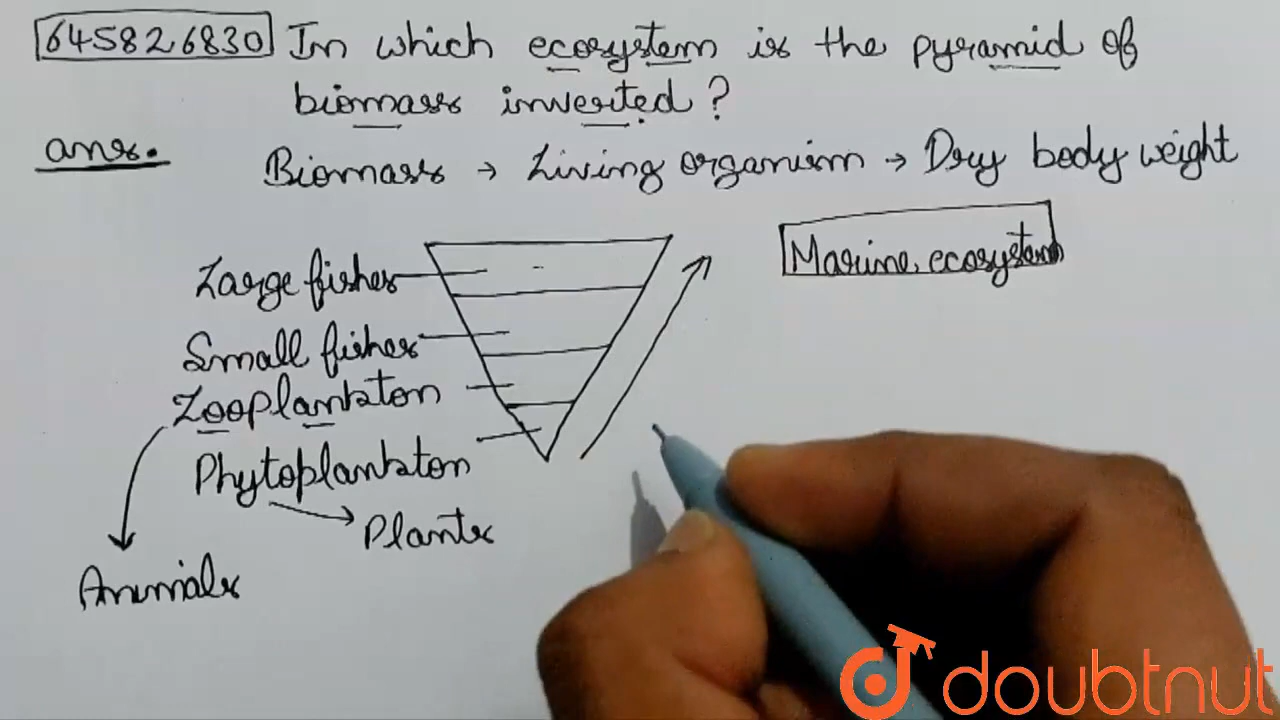 645826830 In which ecosystem is the pyramid of
biomass inverted?
ans.
Biomass → Living organism → Dry body weight
Marine ecosystem
Large fishes
Small fishes
Zooplankton
Phytoplankton
Plants
Animals
doubtnut